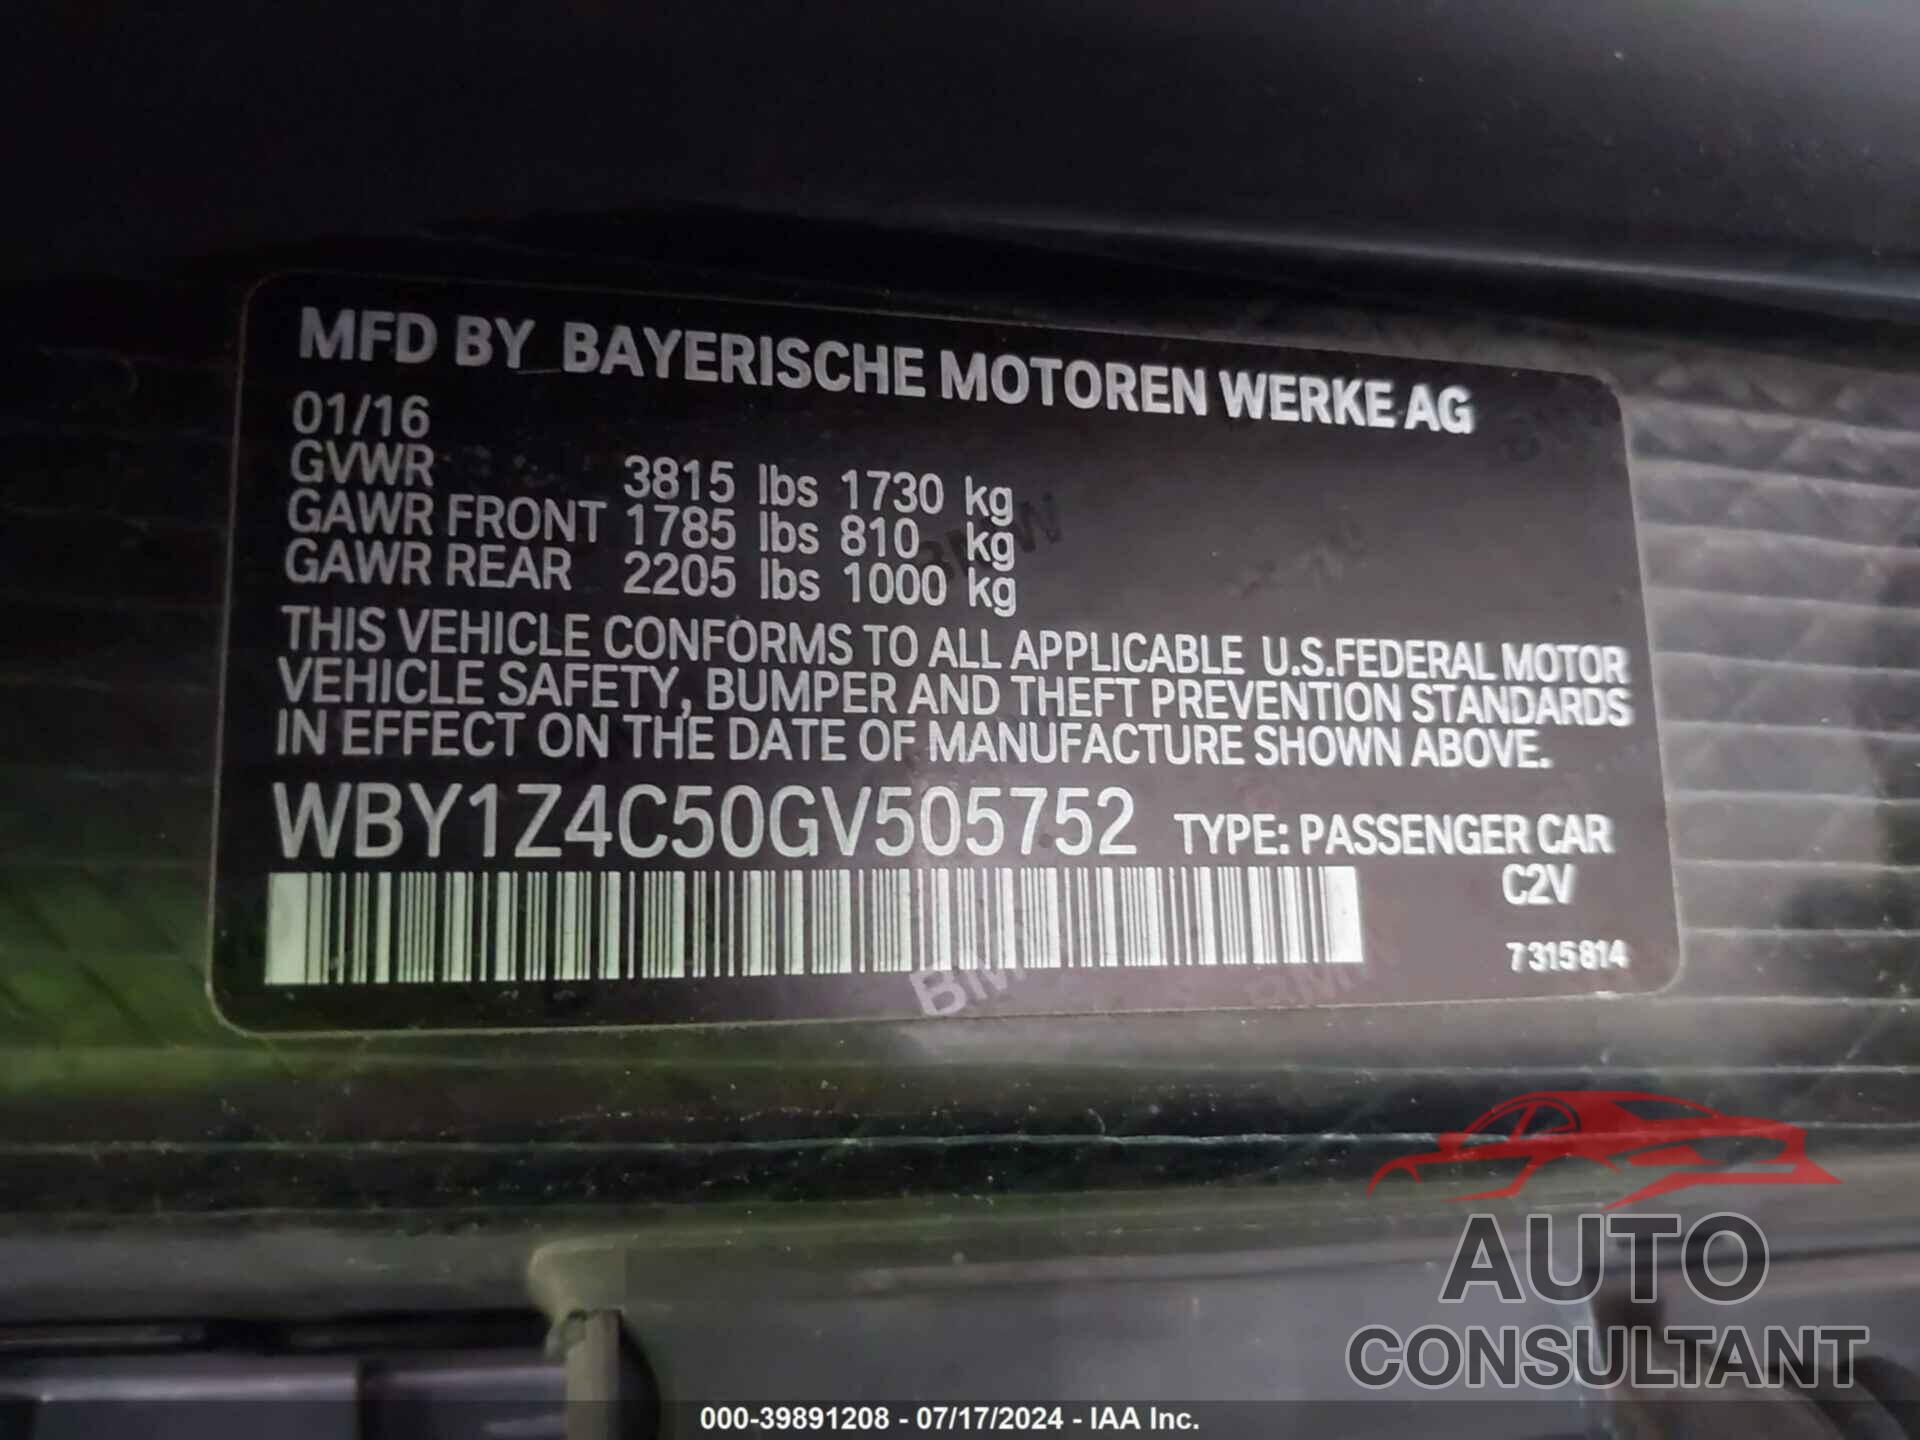 MFD BY BAYERISCHE MOTOREN WERKE AG
01/16
GVWR 3815 lbs 1730 kg
GAWR FRONT 1785 lbs 810 kg
GAWR REAR 2205 lbs 1000 kg
THIS VEHICLE CONFORMS TO ALL APPLICABLE U.S.FEDERAL MOTOR
VEHICLE SAFETY, BUMPER AND THEFT PREVENTION STANDARDS
IN EFFECT ON THE DATE OF MANUFACTURE SHOWN ABOVE.
WBY1Z4C50GV505752 TYPE: PASSENGER CAR
C2V
7315814
BMW
BMW
AUTO
CONSULTANT
000-39891208 - 07/17/2024 - IAA Inc.